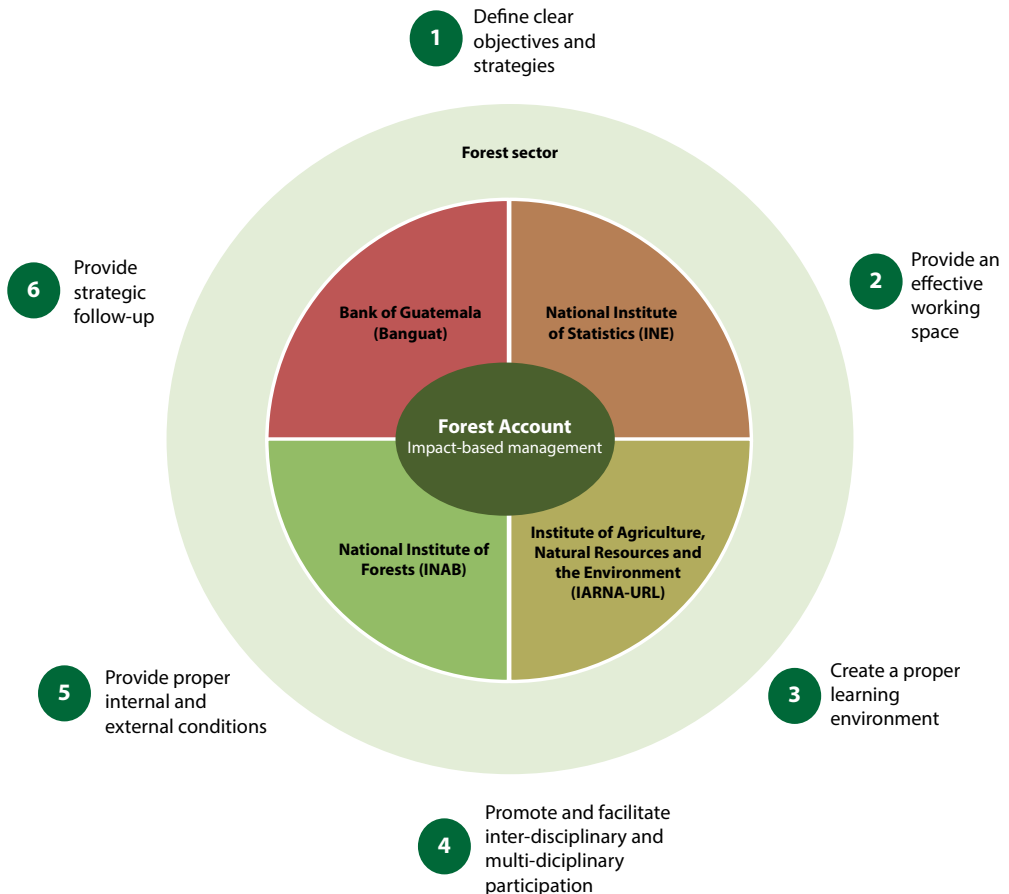 1
Define clear
objectives and
strategies
Forest sector
2
Provide an
effective
working
space
6
Provide
strategic
follow-up
Bank of Guatemala
(Banguat)
National Institute
of Statistics (INE)
Forest Account
Impact-based management
National Institute of
Forests (INAB)
Institute of Agriculture,
Natural Resources and
the Environment
(IARNA-URL)
3
Create a proper
learning
environment
5
Provide proper
internal and
external conditions
4
Promote and facilitate
inter-disciplinary and
multi-diciplinary
participation